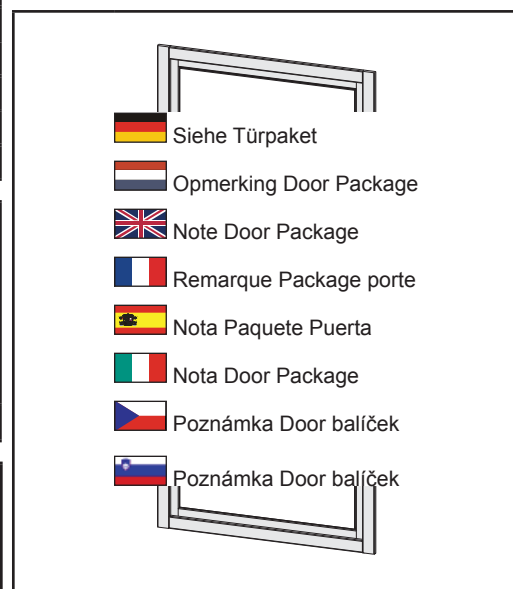 Siehe Türpaket
Opmerking Door Package
Note Door Package
Remarque Package porte
Nota Paquete Puerta
Nota Door Package
Poznámka Door balíček
Poznámka Door balíček